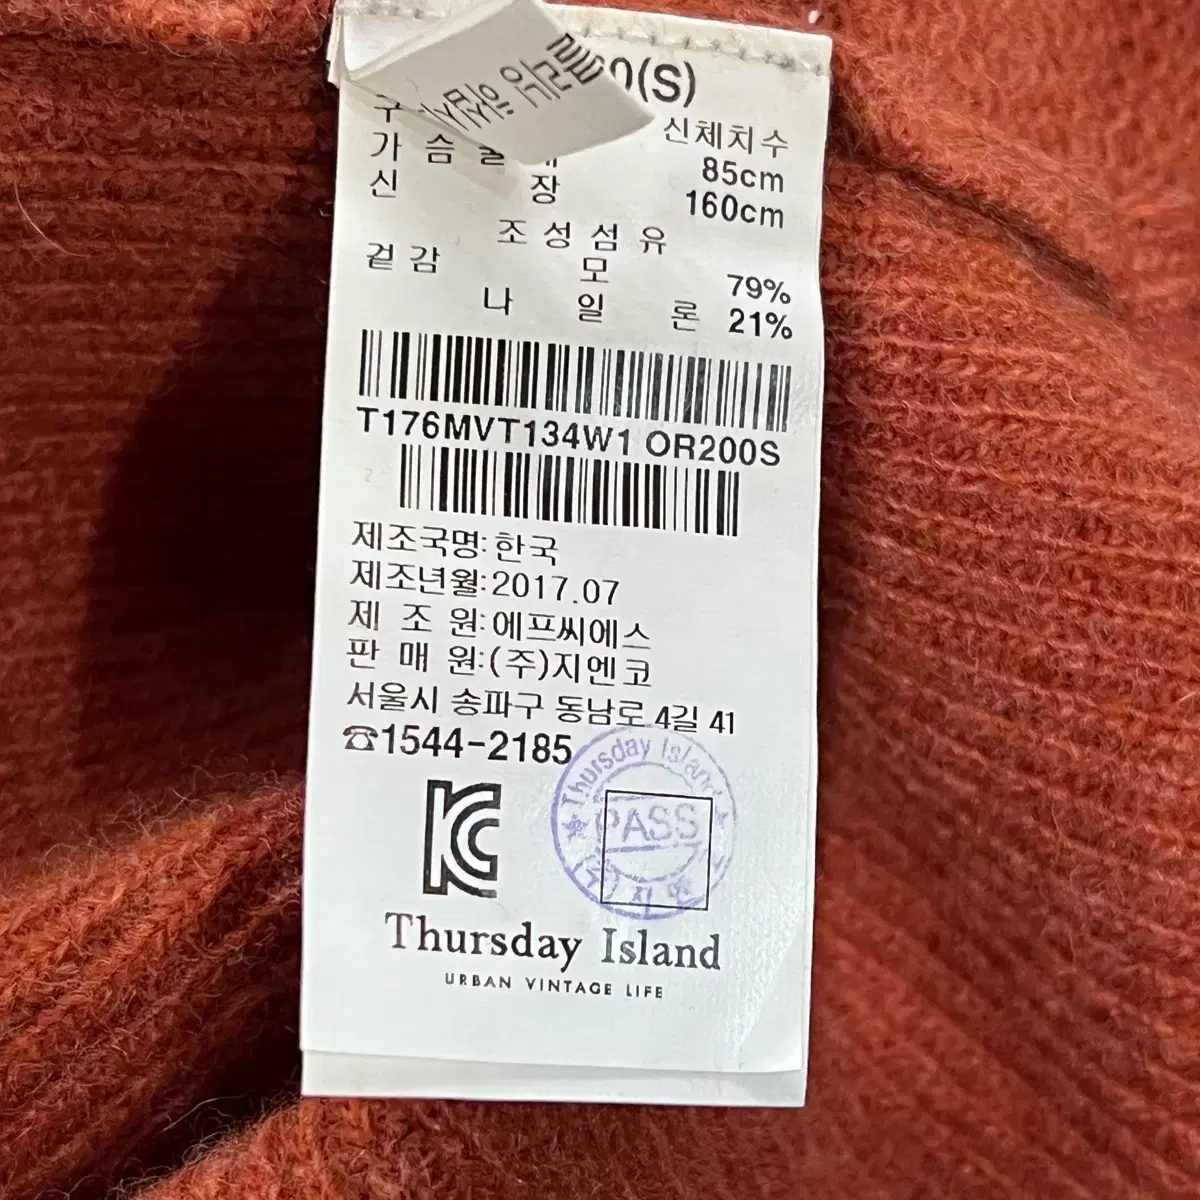 0(S)
신체치수
가슴둘레 85cm
신 장 160cm
조성섬유
겉감 모 79%
나 일 론 21%
T176MVT134W1 OR200S
제조국명:한국
제조년월:2017.07
제 조 원:에프씨에스
판 매 원:(주)지엔코
서울시 송파구 동남로 4길 41
☎1544-2185
Thursday Island
PASS
Thursday Island
URBAN VINTAGE LIFE